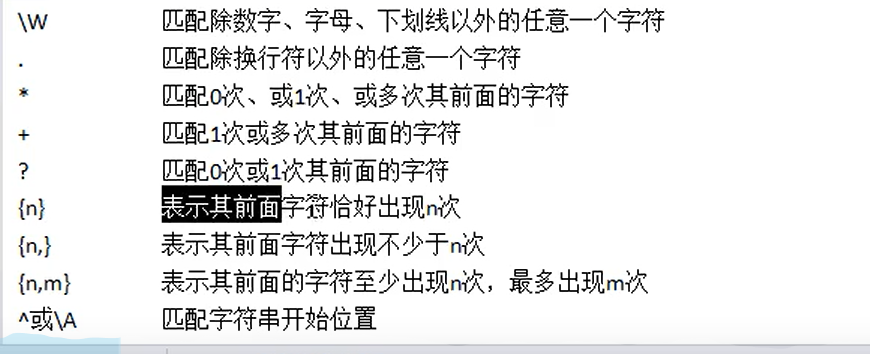 \W 匹配除数字、字母、下划线以外的任意一个字符
. 匹配除换行符以外的任意一个字符
* 匹配0次、或1次、或多次其前面的字符
+ 匹配1次或多次其前面的字符
? 匹配0次或1次其前面的字符
{n} 表示其前面字符恰好出现n次
{n,} 表示其前面字符出现不少于n次
{n,m} 表示其前面的字符至少出现n次，最多出现m次
^或\A 匹配字符串开始位置